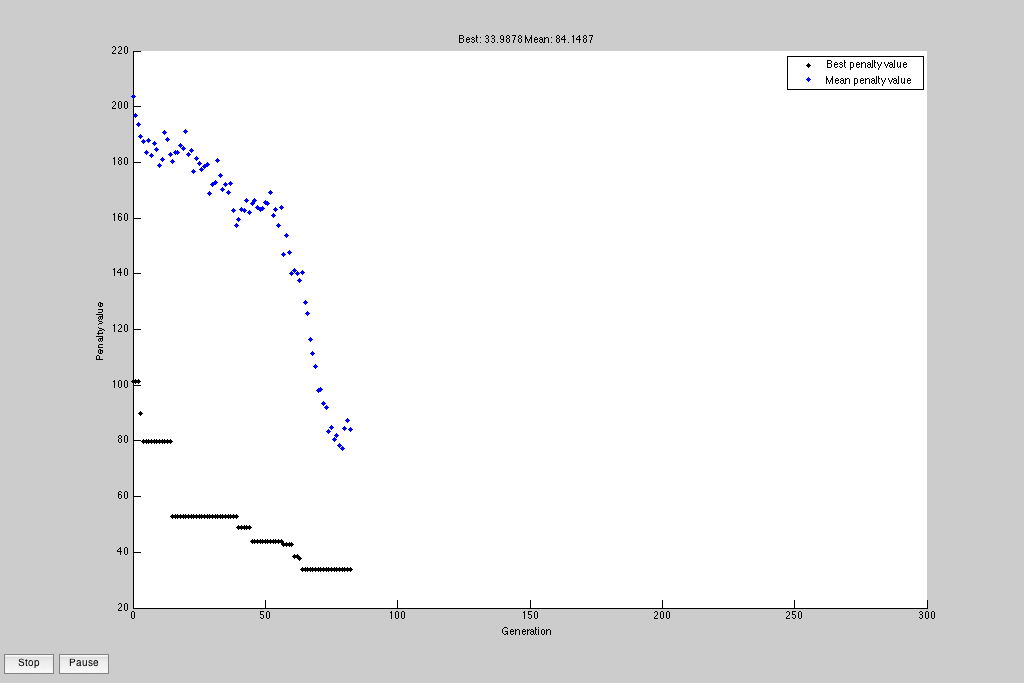 Best: 33.9878 Mean: 84.1487
220
200
180
160
140
120
100
80
60
40
20
Penalty value
Best penalty value
Mean penalty value
0 50 100 150 200 250 300
Generation
Stop Pause